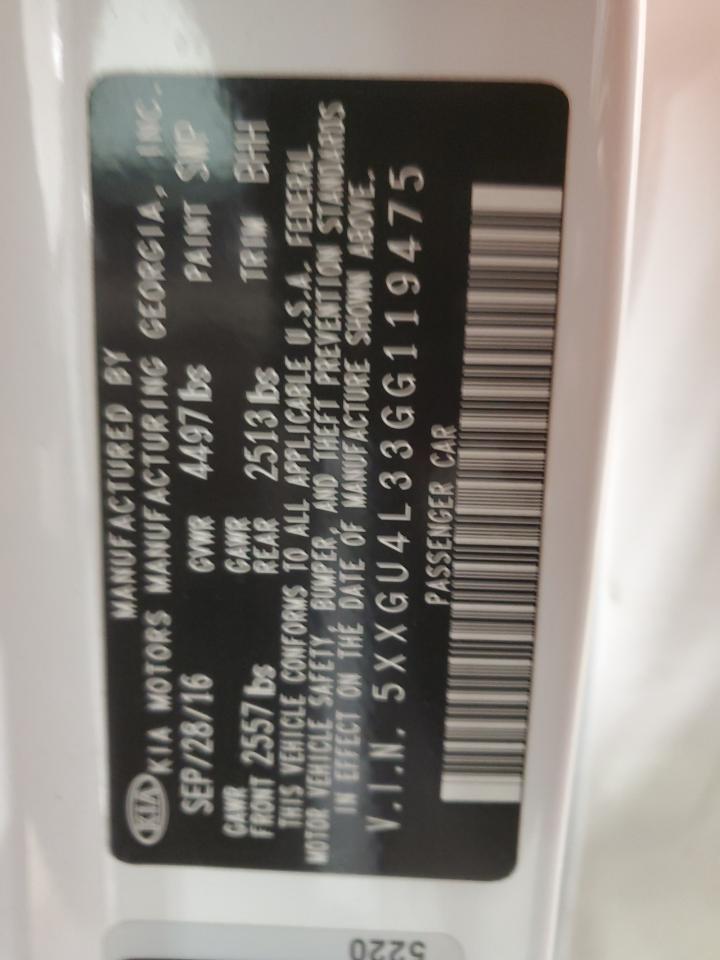 KIA
MANUFACTURED BY
KIA MOTORS MANUFACTURING GEORGIA, INC.
SEP/28/16 GVWR 4497lbs PAINT SWP
GAWR FRONT 2557lbs GAWR REAR 2513lbs TRIM BHH
THIS VEHICLE CONFORMS TO ALL APPLICABLE U.S.A. FEDERAL
MOTOR VEHICLE SAFETY, BUMPER, AND THEFT PREVENTION STANDARDS
IN EFFECT ON THE DATE OF MANUFACTURE SHOWN ABOVE.
V.I.N. 5XXGU4L33GG119475
PASSENGER CAR
5220